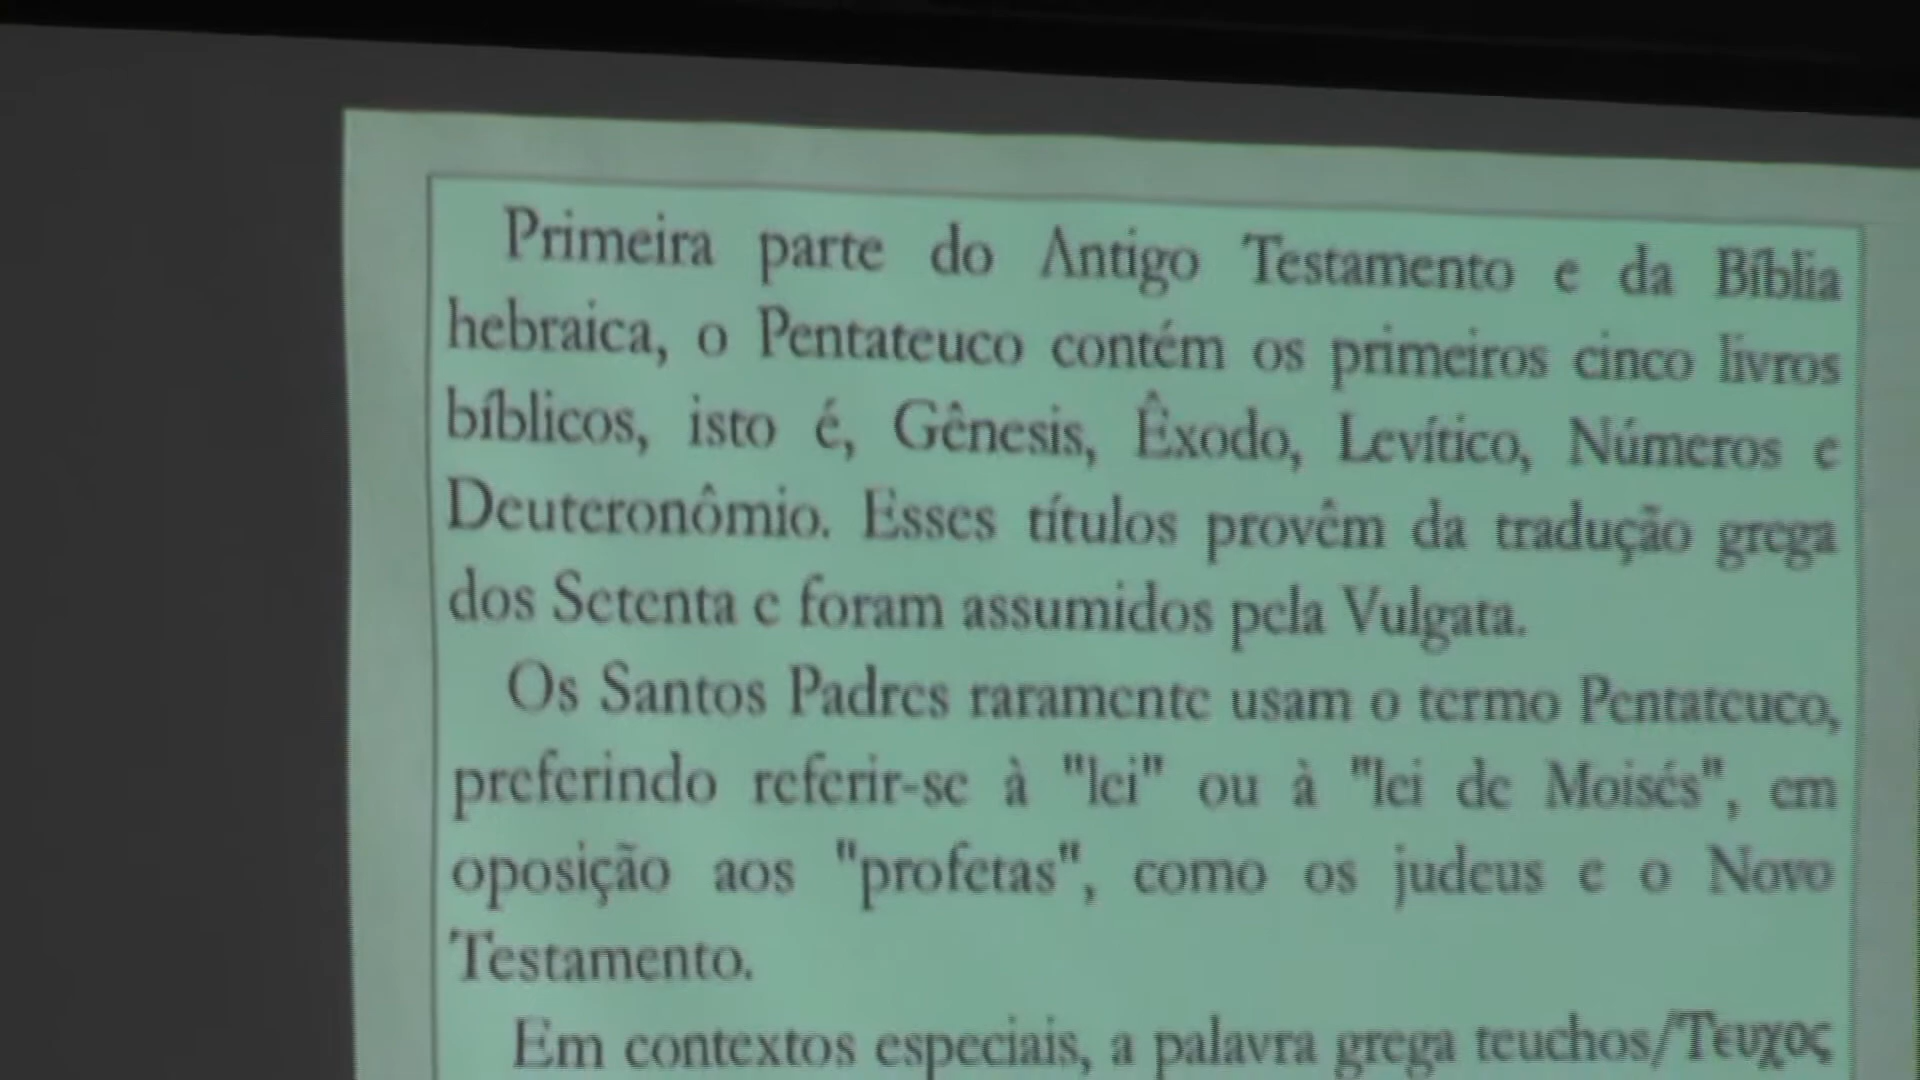 Primeira parte do Antigo Testamento e da Bíblia
hebraica, o Pentateuco contém os primeiros cinco livros
bíblicos, isto é, Gênesis, Êxodo, Levítico, Números e
Deuteronômio. Esses títulos provêm da tradução grega
dos Setenta e foram assumidos pela Vulgata.
Os Santos Padres raramente usam o termo Pentateuco,
preferindo referir-se à "lei" ou à "lei de Moisés", em
oposição aos "profetas", como os judeus e o Novo
Testamento.
Em contextos especiais, a palavra grega teuchos/Τευχος